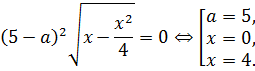 (5 − a)²√(x − x²/4) = 0 ⇔ [a = 5,
x = 0,
x = 4.